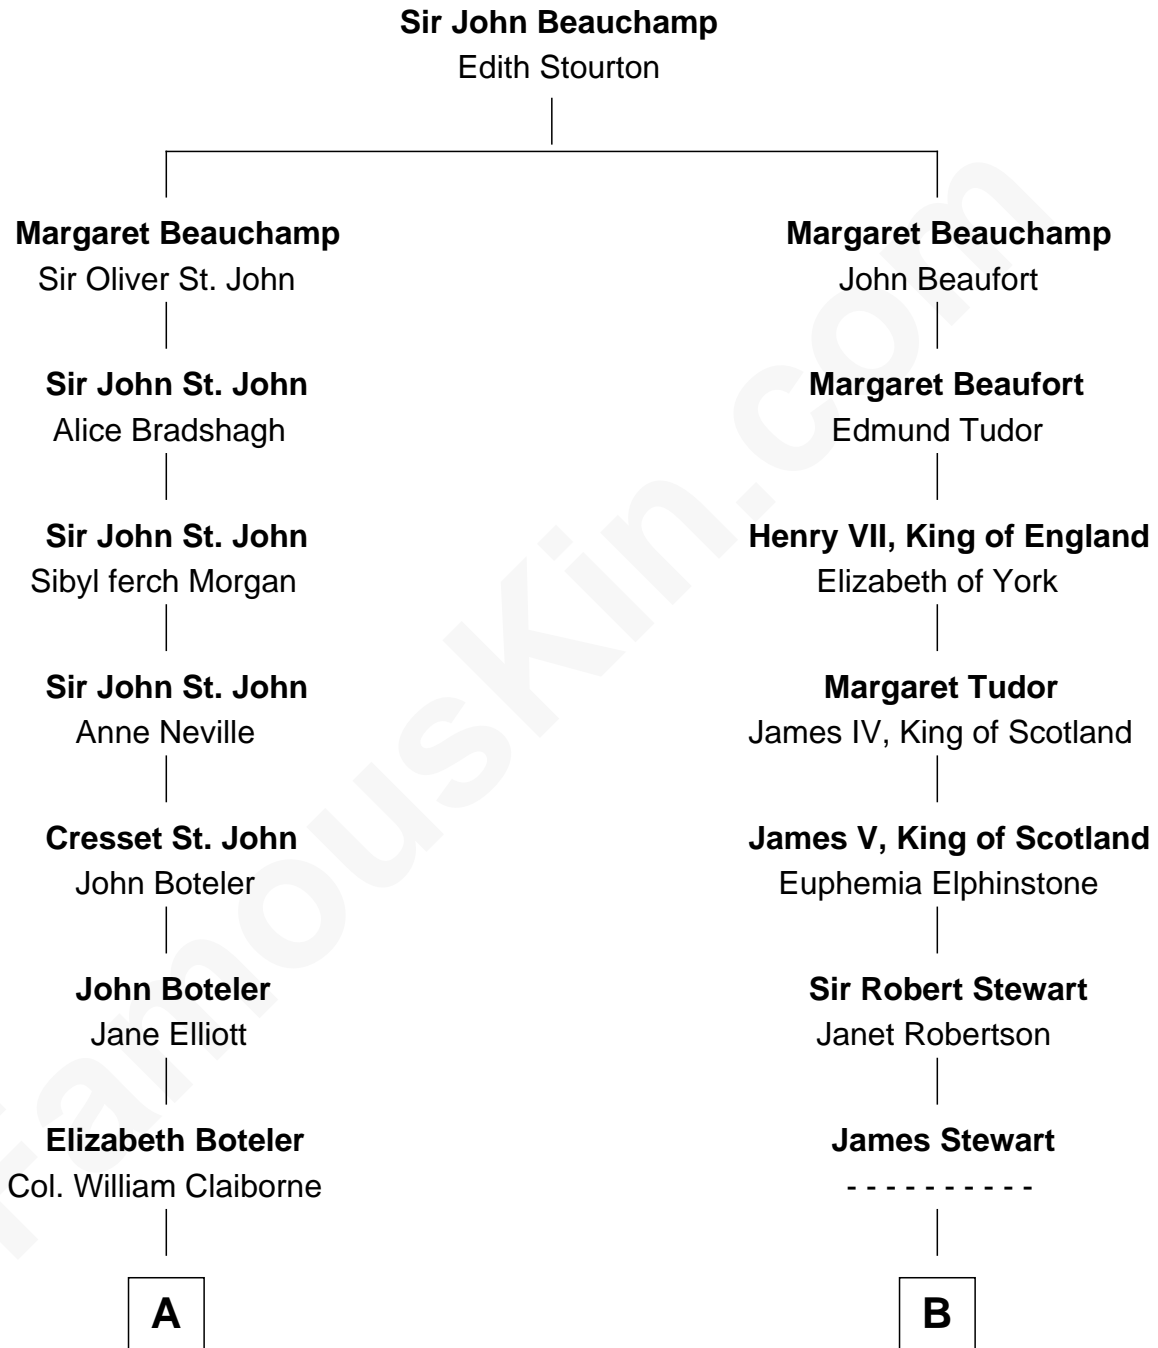 Sir John Beauchamp
Edith Stourton
Margaret Beauchamp
Sir Oliver St. John
Sir John St. John
Alice Bradshagh
Sir John St. John
Sibyl ferch Morgan
Sir John St. John
Anne Neville
Cresset St. John
John Boteler
John Boteler
Jane Elliott
Elizabeth Boteler
Col. William Claiborne
A
Margaret Beauchamp
John Beaufort
Margaret Beaufort
Edmund Tudor
Henry VII, King of England
Elizabeth of York
Margaret Tudor
James IV, King of Scotland
James V, King of Scotland
Euphemia Elphinstone
Sir Robert Stewart
Janet Robertson
James Stewart
- - - - - - - - - -
B
FamousKin.com